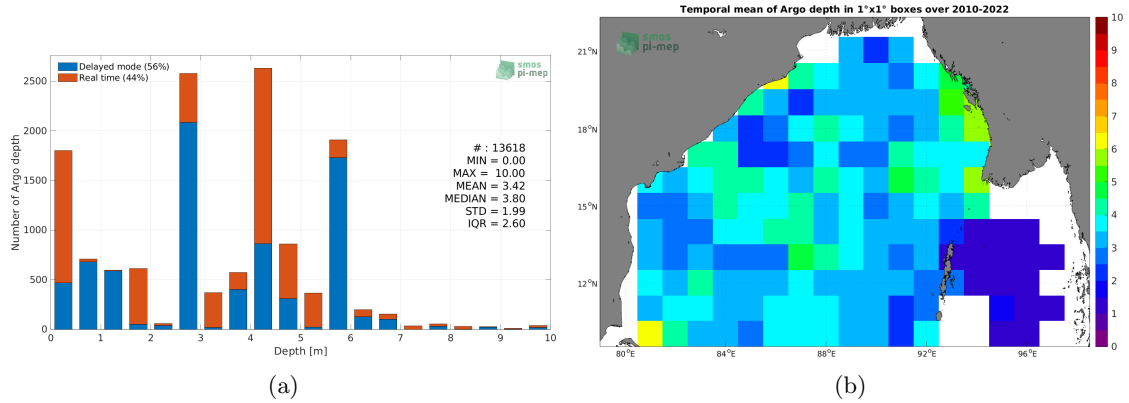 Delayed mode (56%)
Real time (44%)
smos
pi-mep
Number of Argo depth
2500
2000
1500
1000
500
0
# : 13618
MIN = 0.00
MAX = 10.00
MEAN = 3.42
MEDIAN = 3.80
STD = 1.99
IQR = 2.60
0 1 2 3 4 5 6 7 8 9 10
Depth [m]
(a)
Temporal mean of Argo depth in 1°x1° boxes over 2010-2022
smos
pi-mep
21°N
18°N
15°N
12°N
80°E 84°E 88°E 92°E 96°E
10
9
8
7
6
5
4
3
2
1
0
(b)